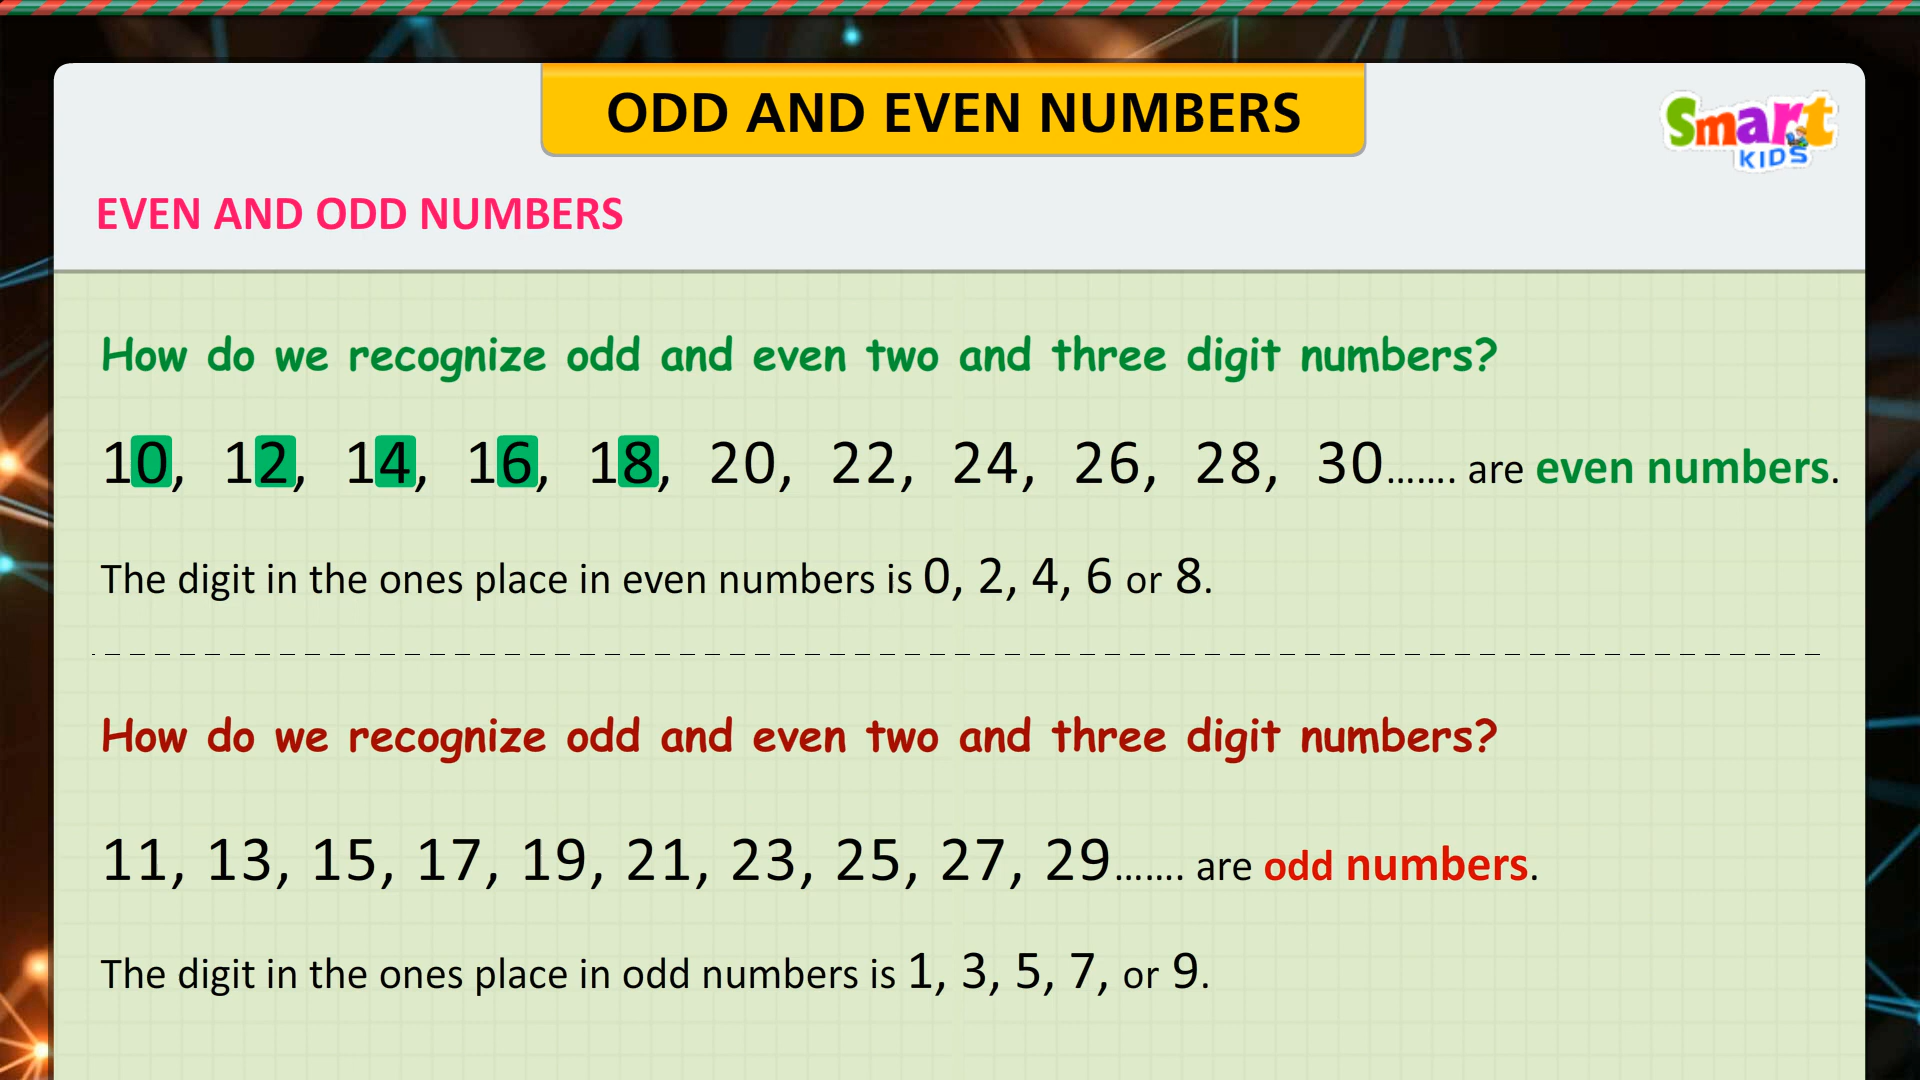 ODD AND EVEN NUMBERS
Smart
KIDS
EVEN AND ODD NUMBERS
How do we recognize odd and even two and three digit numbers?
10, 12, 14, 16, 18, 20, 22, 24, 26, 28, 30....... are even numbers.
The digit in the ones place in even numbers is 0, 2, 4, 6 or 8.
How do we recognize odd and even two and three digit numbers?
11, 13, 15, 17, 19, 21, 23, 25, 27, 29....... are odd numbers.
The digit in the ones place in odd numbers is 1, 3, 5, 7, or 9.